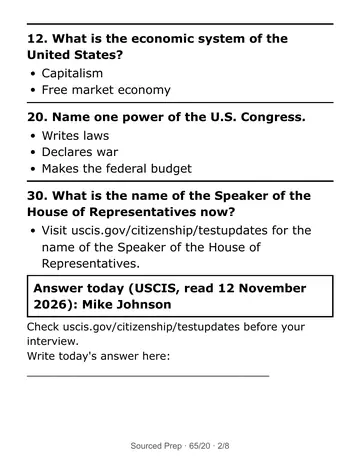 12. What is the economic system of the
United States?
• Capitalism
• Free market economy
20. Name one power of the U.S. Congress.
• Writes laws
• Declares war
• Makes the federal budget
30. What is the name of the Speaker of the
House of Representatives now?
• Visit uscis.gov/citizenship/testupdates for the
name of the Speaker of the House of
Representatives.
Answer today (USCIS, read 12 November
2026): Mike Johnson
Check uscis.gov/citizenship/testupdates before your
interview.
Write today's answer here:
Sourced Prep · 65/20 · 2/8